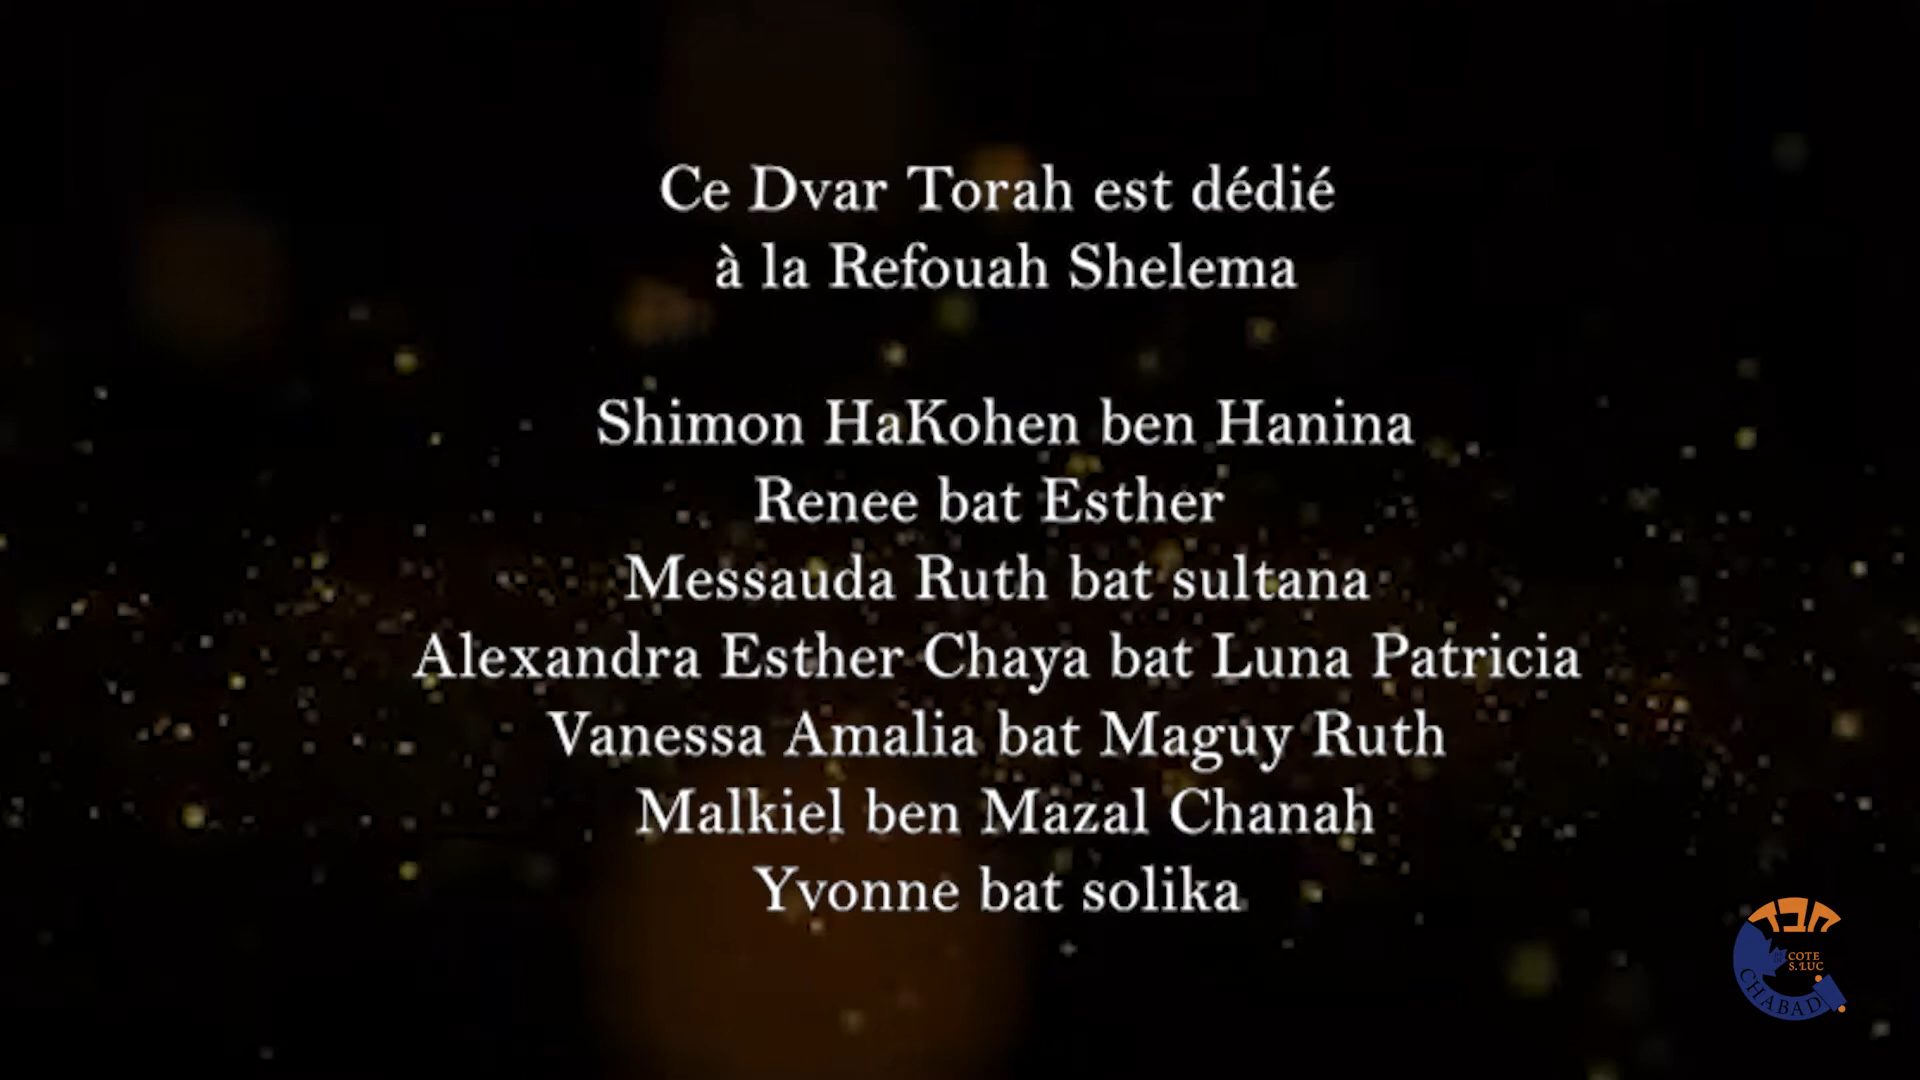 Ce Dvar Torah est dédié
à la Refouah Shelema
Shimon HaKohen ben Hanina
Renee bat Esther
Messauda Ruth bat sultana
Alexandra Esther Chaya bat Luna Patricia
Vanessa Amalia bat Maguy Ruth
Malkiel ben Mazal Chanah
Yvonne bat solika
חבד
COTE
S.LUC
CHABAD